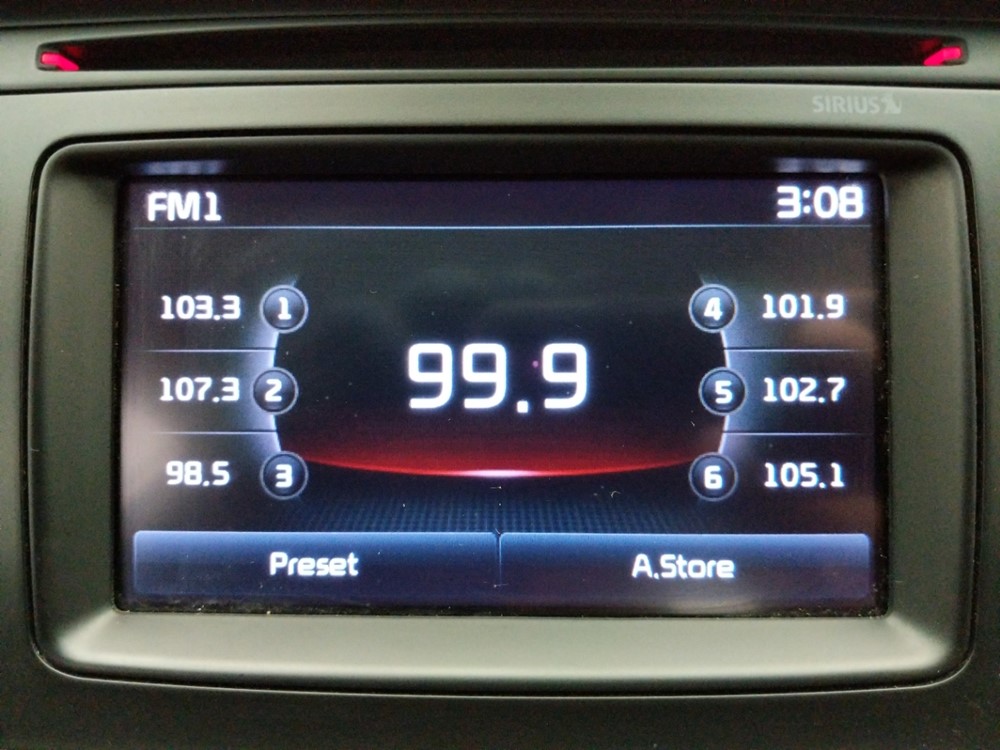 SIRIUS
FM1 3:08
103.3 1 4 101.9
99.9
107.3 2 5 102.7
98.5 3 6 105.1
Preset A.Store